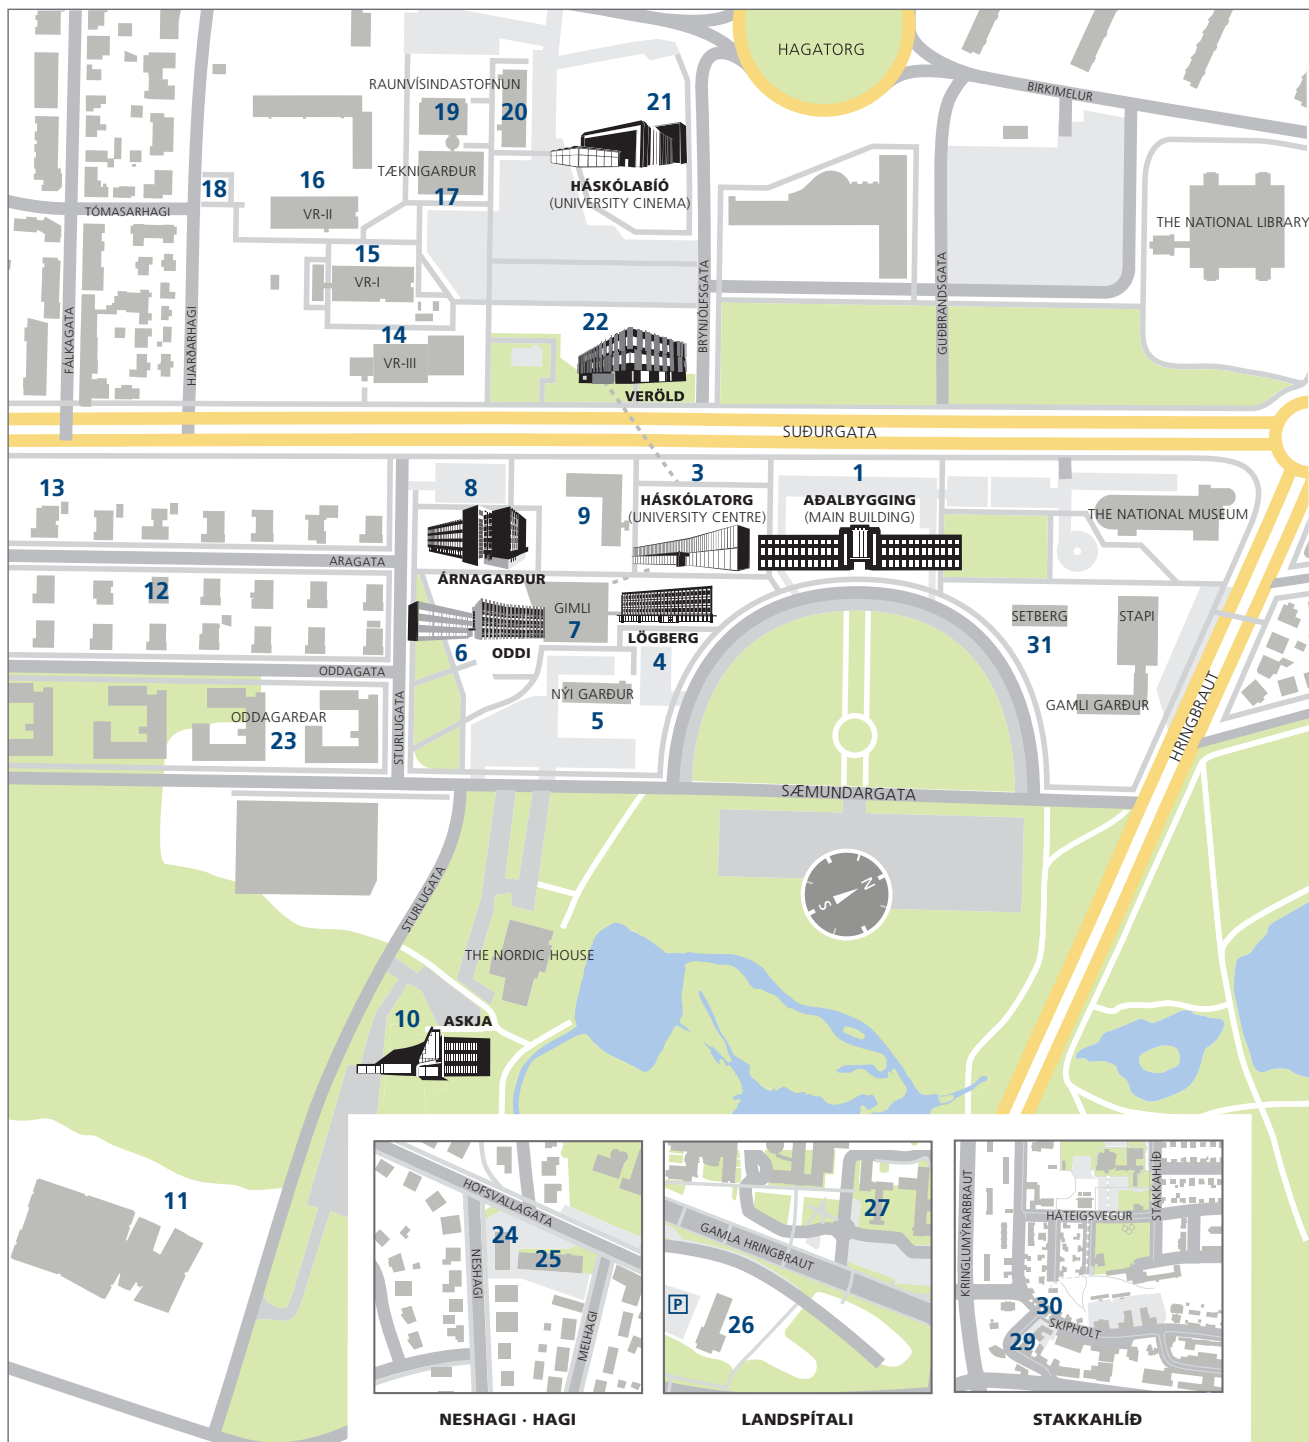 HAGATORG
BIRKIMELUR
RAUNVÍSINDASTOFNUN
19
20
21
HÁSKÓLABÍÓ
(UNIVERSITY CINEMA)
TÆKNIGARÐUR
17
16
VR-II
18
TÓMASARHAGI
THE NATIONAL LIBRARY
15
VR-I
14
VR-III
22
VERÖLD
FÁLKAGATA
HJARÐARHAGI
BRYNJÓLFSGATA
GUÐBRANDSGATA
SUÐURGATA
13
8
ÁRNAGARÐUR
9
3
HÁSKÓLATORG
(UNIVERSITY CENTRE)
1
AÐALBYGGING
(MAIN BUILDING)
THE NATIONAL MUSEUM
ARAGATA
12
GIMLI
7
6
ODDI
LÖGBERG
4
SETBERG
31
STAPI
GAMLI GARÐUR
ODDAGATA
NÝI GARÐUR
5
ODDAGARÐAR
23
STURLUGATA
HRINGBRAUT
SÆMUNDARGATA
N
S
STURLUGATA
THE NORDIC HOUSE
10
ASKJA
11
HOFSVALLAGATA
24
25
NESHAGI
MELHAGI
NESHAGI · HAGI
27
GAMLA HRINGBRAUT
P
26
LANDSPÍTALI
KRINGLUMÝRARBRAUT
HÁTEIGSVEGUR
STAKKAHLÍÐ
30
SKIPHOLT
29
STAKKAHLÍÐ